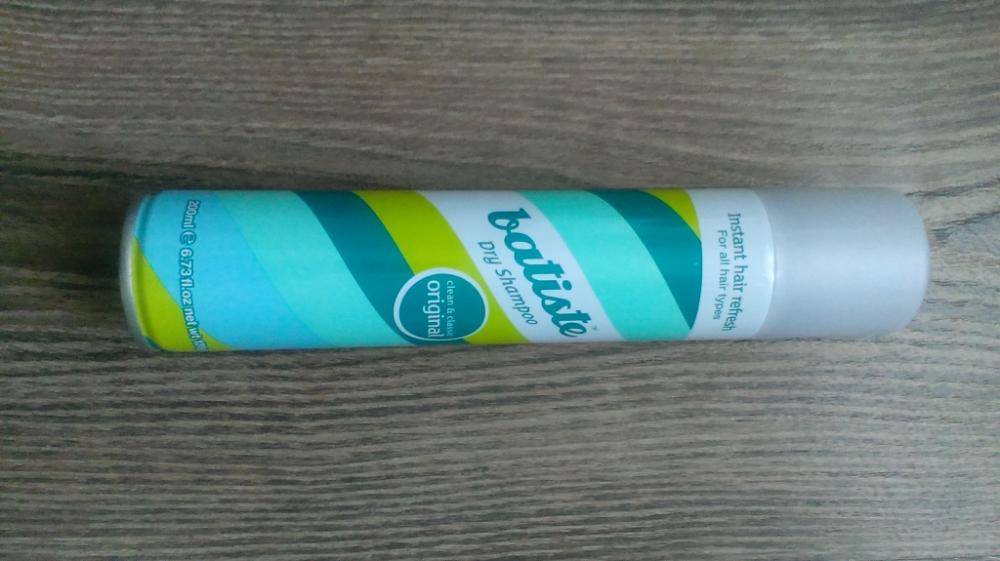 Instant hair refresh
For all hair types
batiste™
Dry Shampoo
clean & classic
original
200ml e 6.73 fl.oz net wt